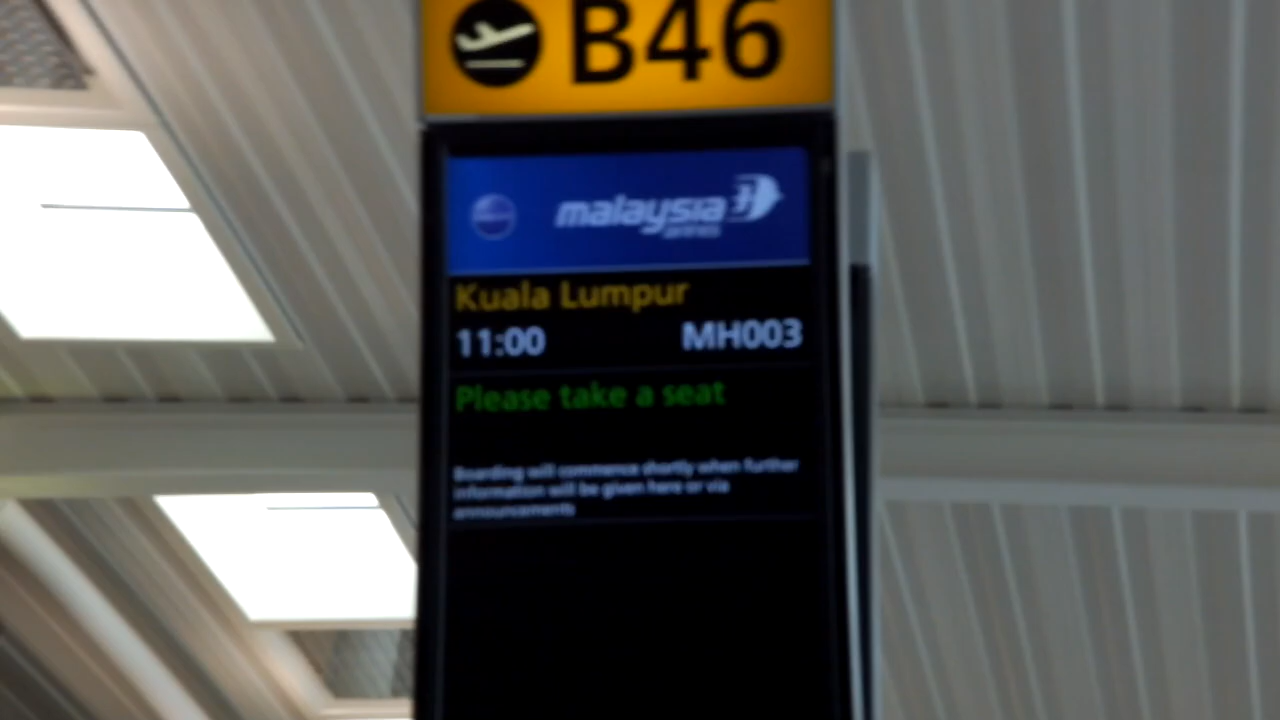 B46
malaysia
airlines
Kuala Lumpur
11:00 MH003
Please take a seat
Boarding will commence shortly when further
information will be given here or via
announcements